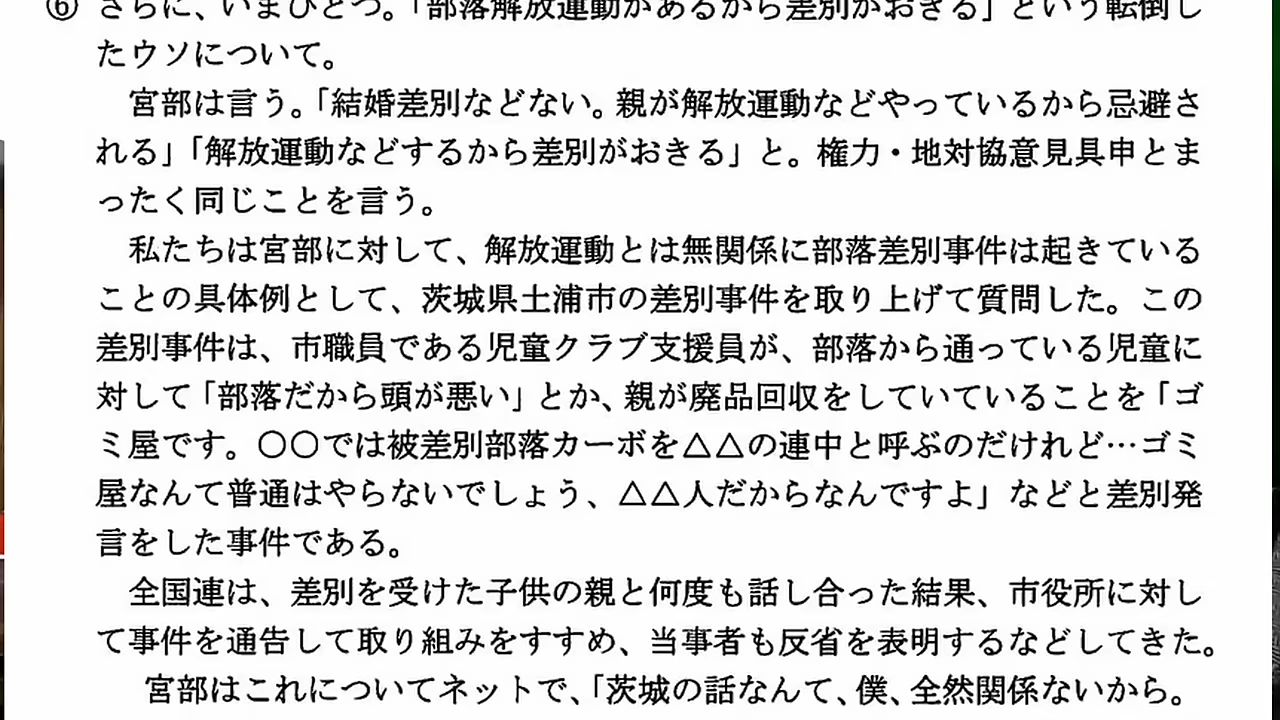 ⑥ さらに、いまひとつ。「部落解放運動があるから差別がおきる」という転倒し
たウソについて。
宮部は言う。「結婚差別などない。親が解放運動などやっているから忌避さ
れる」「解放運動などするから差別がおきる」と。権力・地対協意見具申とま
ったく同じことを言う。
私たちは宮部に対して、解放運動とは無関係に部落差別事件は起きている
ことの具体例として、茨城県土浦市の差別事件を取り上げて質問した。この
差別事件は、市職員である児童クラブ支援員が、部落から通っている児童に
対して「部落だから頭が悪い」とか、親が廃品回収をしていていることを「ゴ
ミ屋です。〇〇では被差別部落カーボを△△の連中と呼ぶのだけれど…ゴミ
屋なんて普通はやらないでしょう、△△人だからなんですよ」などと差別発
言をした事件である。
全国連は、差別を受けた子供の親と何度も話し合った結果、市役所に対し
て事件を通告して取り組みをすすめ、当事者も反省を表明するなどしてきた。
宮部はこれについてネットで、「茨城の話なんて、僕、全然関係ないから。